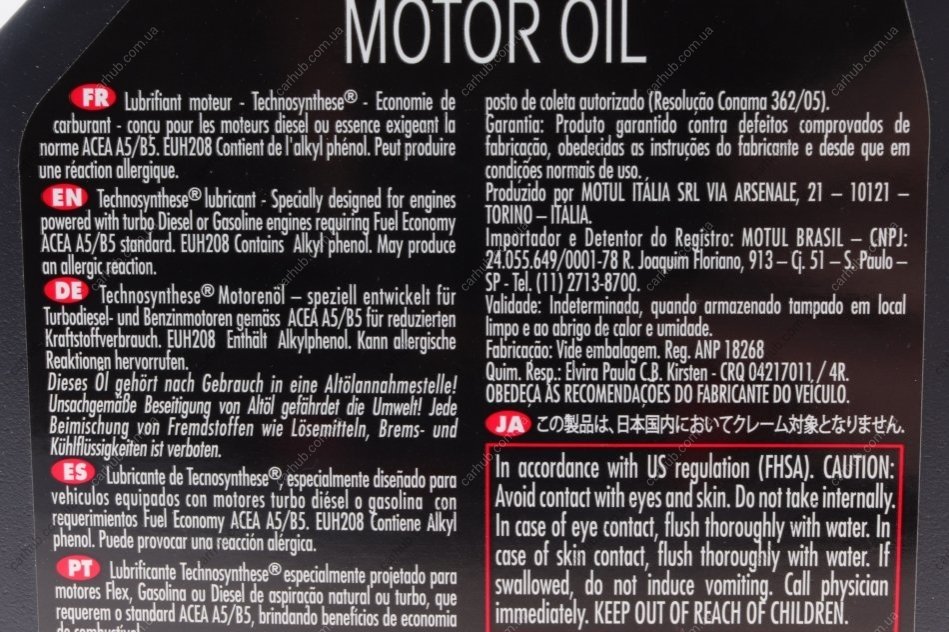 MOTOR OIL
FR Lubrifiant moteur - Technosynthese® - Economie de
carburant - conçu pour les moteurs diesel ou essence exigeant la
norme ACEA A5/B5. EUH208 Contient de l'alkyl phénol. Peut produire
une réaction allergique.
EN Technosynthese® lubricant - Specially designed for engines
powered with turbo Diesel or Gasoline engines requiring Fuel Economy
ACEA A5/B5 standard. EUH208 Contains Alkyl phenol. May produce
an allergic reaction.
DE Technosynthese® Motorenöl – speziell entwickelt für
Turbodiesel- und Benzinmotoren gemäss ACEA A5/B5 für reduzierten
Kraftstoffverbrauch. EUH208 Enthält Alkylphenol. Kann allergische
Reaktionen hervorrufen.
Dieses Öl gehört nach Gebrauch in eine Altölannahmestelle!
Unsachgemäße Beseitigung von Altöl gefährdet die Umwelt! Jede
Beimischung von Fremdstoffen wie Lösemitteln, Brems- und
Kühlflüssigkeiten ist verboten.
ES Lubricante de Tecnosynthese®, especialmente diseñado para
vehiculos equipados con motores turbo diésel o gasolina con
requerimientos Fuel Economy ACEA A5/B5. EUH208 Contiene Alkyl
phénol. Puede provocar una reacción alérgica.
PT Lubrificante Technosynthese® especialmente projetado para
motores Flex, Gasolina ou Diesel de aspiração natural ou turbo, que
requerem o standard ACEA A5/B5, brindando benefícios de economia
de combustível
posto de coleta autorizado (Resolução Conama 362/05).
Garantia: Produto garantido contra defeitos comprovados de
fabricação, obedecidas as instruções do fabricante e desde que em
condições normais de uso.
Produzido por MOTUL ITÁLIA SRL VIA ARSENALE, 21 – 10121 –
TORINO – ITÁLIA.
Importador e Detentor do Registro: MOTUL BRASIL – CNPJ:
24.055.649/0001-78 R. Joaquim Floriano, 913 – Cj. 51 – S. Paulo –
SP - Tel. (11) 2713-8700.
Validade: Indeterminada, quando armazenado tampado em local
limpo e ao abrigo de calor e umidade.
Fabricação: Vide embalagem. Reg. ANP 18268
Quim. Resp.: Elvira Paula C.B. Kirsten - CRQ 04217011 / 4R.
OBEDEÇA ÀS RECOMENDAÇÕES DO FABRICANTE DO VEÍCULO.
JA この製品は、日本国内においてクレーム対象となりません。
In accordance with US regulation (FHSA). CAUTION:
Avoid contact with eyes and skin. Do not take internally.
In case of eye contact, flush thoroughly with water. In
case of skin contact, flush thoroughly with water. If
swallowed, do not induce vomiting. Call physician
immediately. KEEP OUT OF REACH OF CHILDREN.
carhub.com.ua